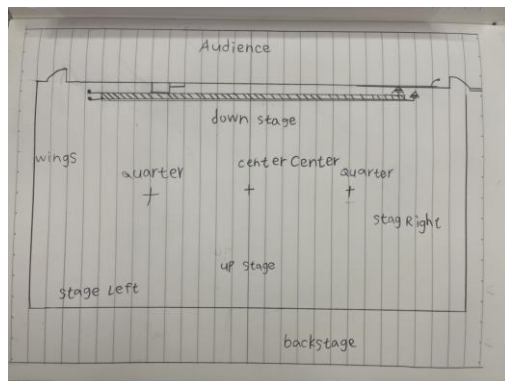 Audience
down stage
wings
quarter
center Center
quarter
stag Right
up stage
stage Left
backstage